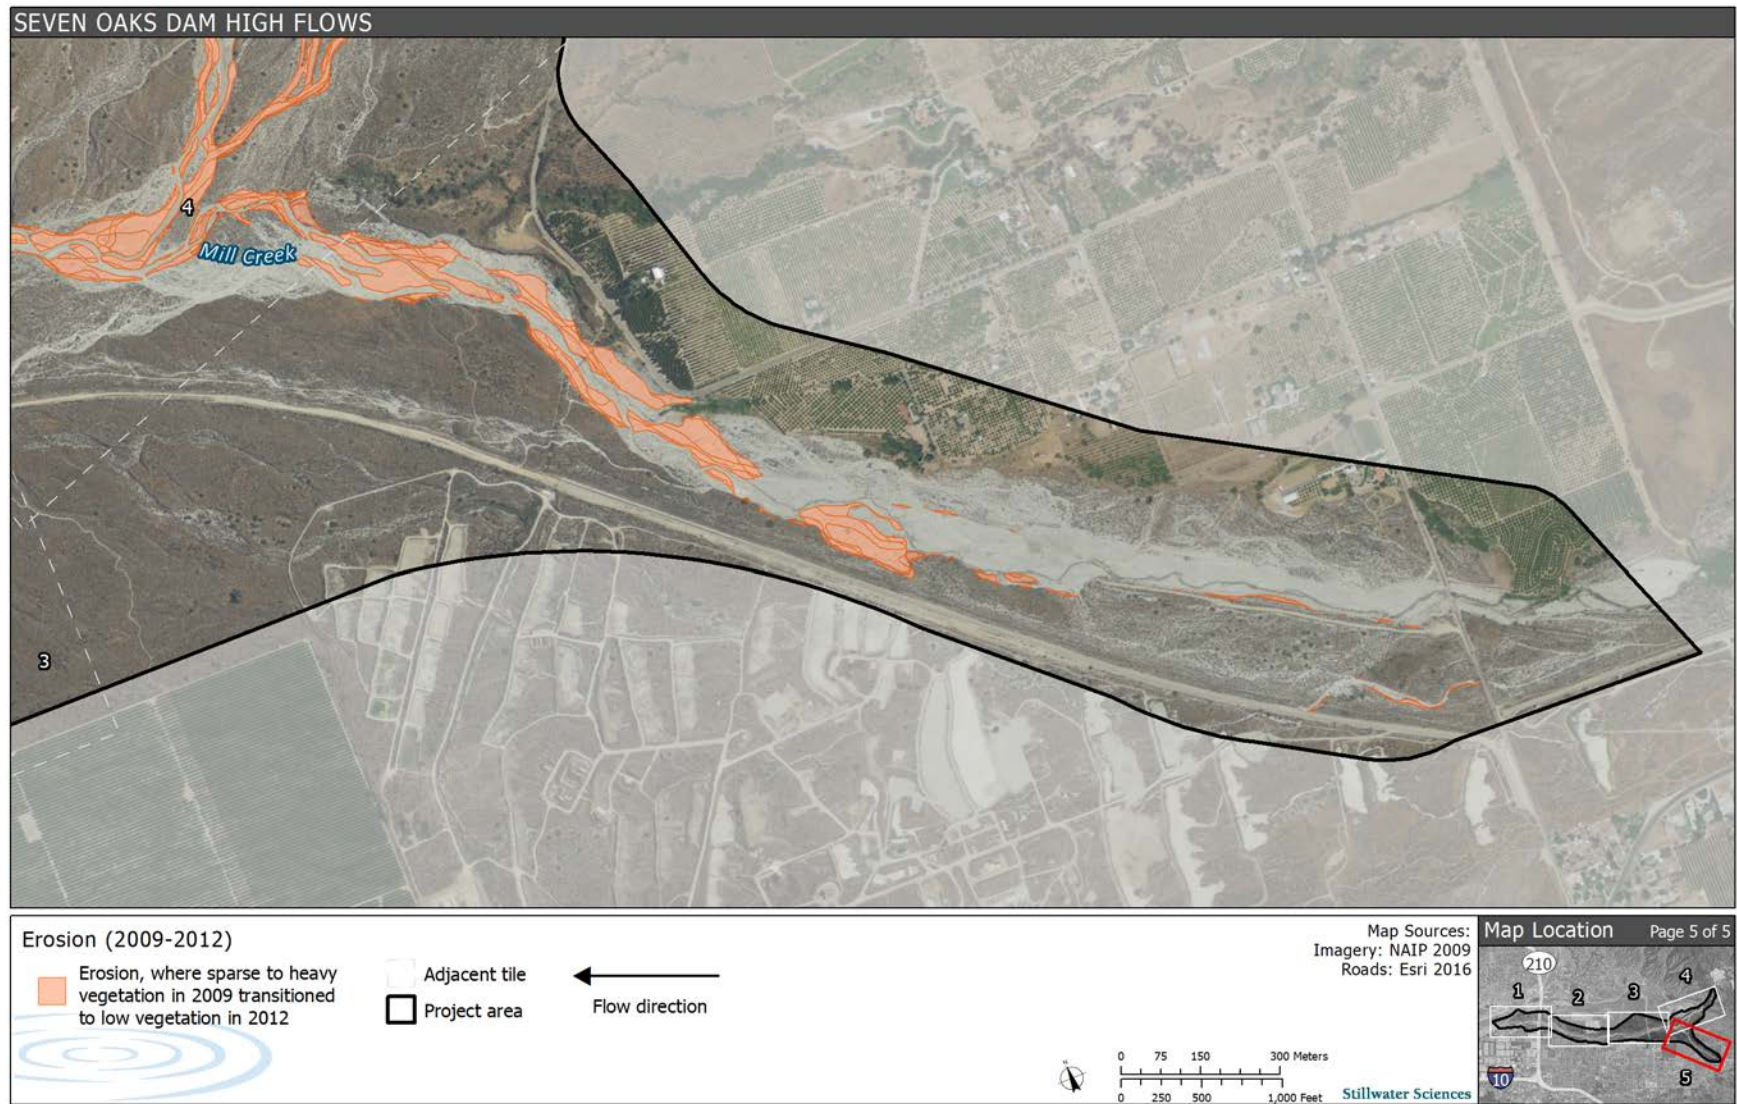 SEVEN OAKS DAM HIGH FLOWS
4
Mill Creek
3
Erosion (2009-2012)
Erosion, where sparse to heavy
vegetation in 2009 transitioned
to low vegetation in 2012
Adjacent tile
Project area
Flow direction
Map Sources:
Imagery: NAIP 2009
Roads: Esri 2016
N
0 75 150 300 Meters
0 250 500 1,000 Feet
Stillwater Sciences
Map Location Page 5 of 5
210
1
2
3
4
10
5